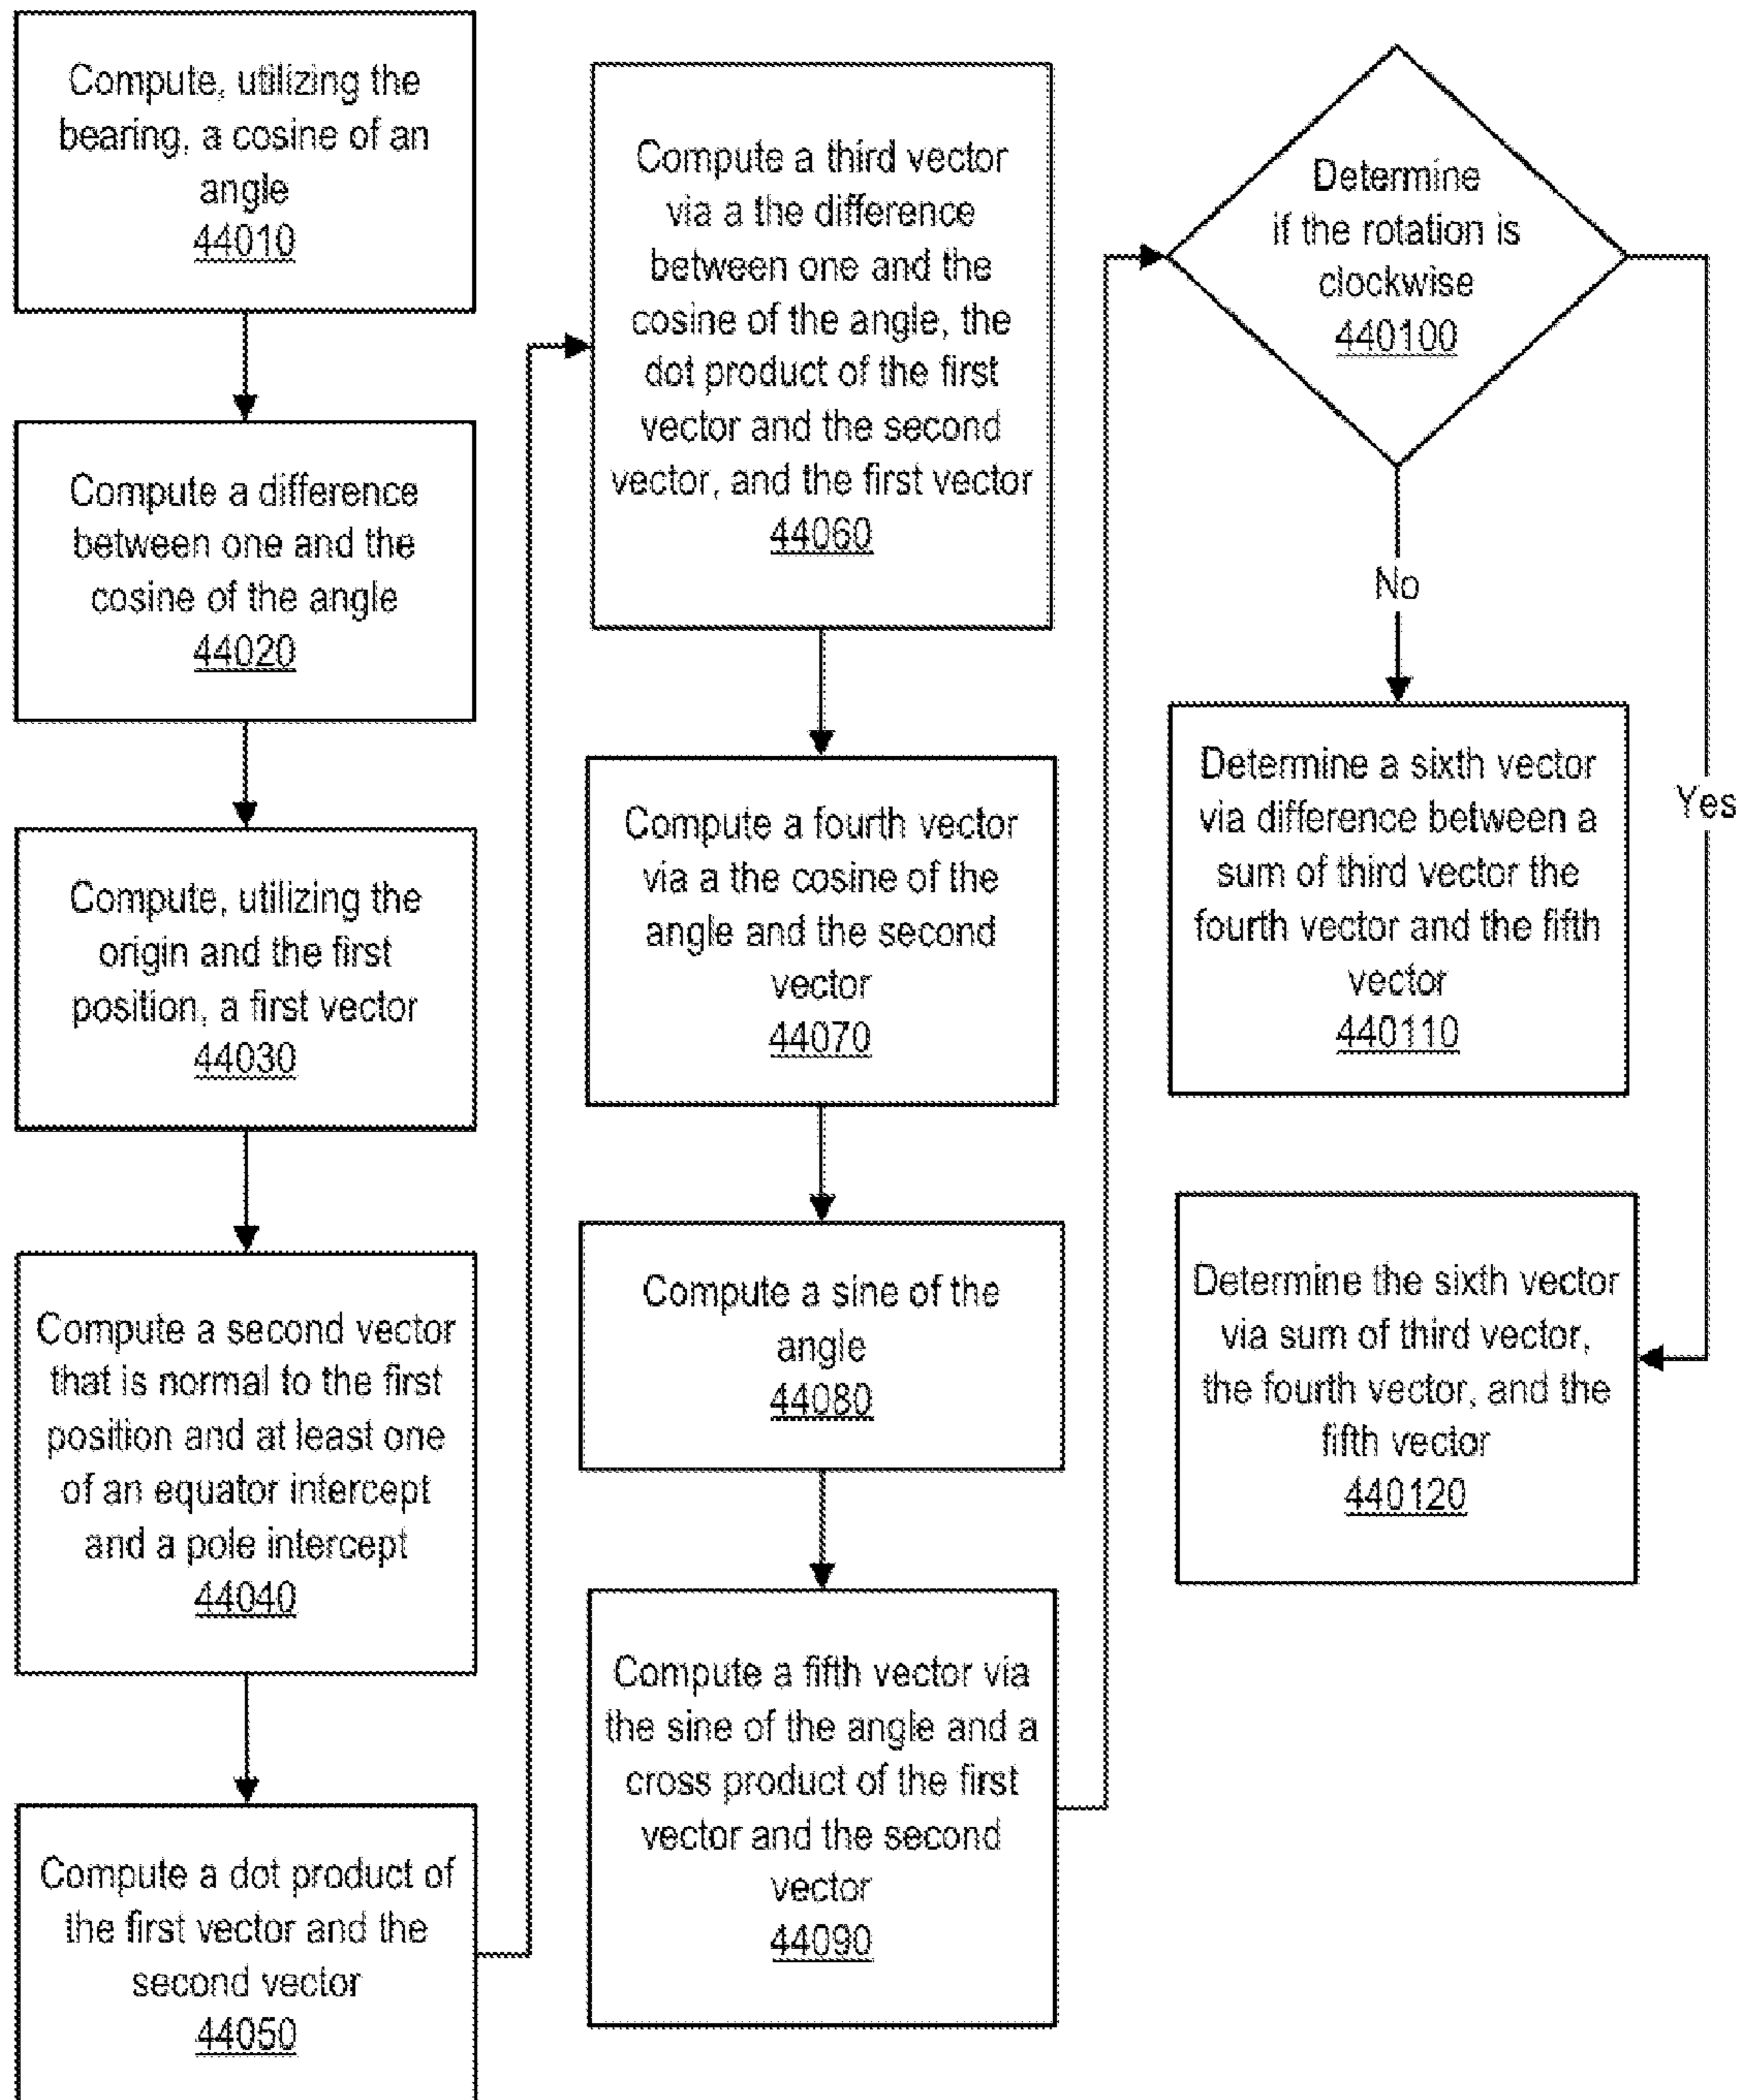 Compute, utilizing the
bearing, a cosine of an
angle
44010
Compute a difference
between one and the
cosine of the angle
44020
Compute, utilizing the
origin and the first
position, a first vector
44030
Compute a second vector
that is normal to the first
position and at least one
of an equator intercept
and a pole intercept
44040
Compute a dot product of
the first vector and the
second vector
44050
Compute a third vector
via a the difference
between one and the
cosine of the angle, the
dot product of the first
vector and the second
vector, and the first vector
44060
Compute a fourth vector
via a the cosine of the
angle and the second
vector
44070
Compute a sine of the
angle
44080
Compute a fifth vector via
the sine of the angle and a
cross product of the first
vector and the second
vector
44090
Determine
if the rotation is
clockwise
440100
No
Yes
Determine a sixth vector
via difference between a
sum of third vector the
fourth vector and the fifth
vector
440110
Determine the sixth vector
via sum of third vector,
the fourth vector, and the
fifth vector
440120